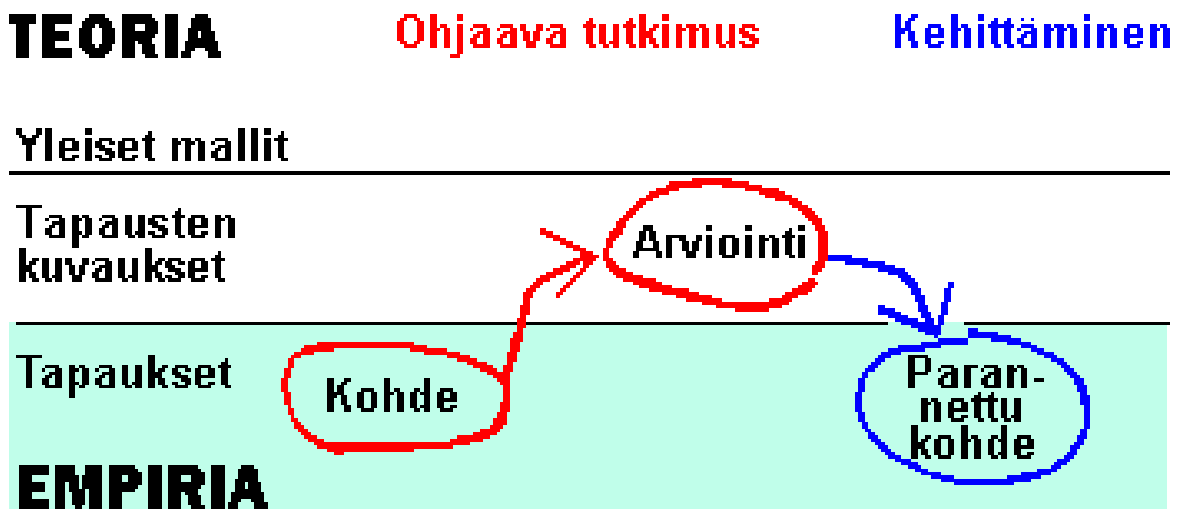 TEORIA Ohjaava tutkimus Kehittäminen
Yleiset mallit
Tapausten
kuvaukset
Arviointi
Tapaukset
Kohde
Paran-
nettu
kohde
EMPIRIA